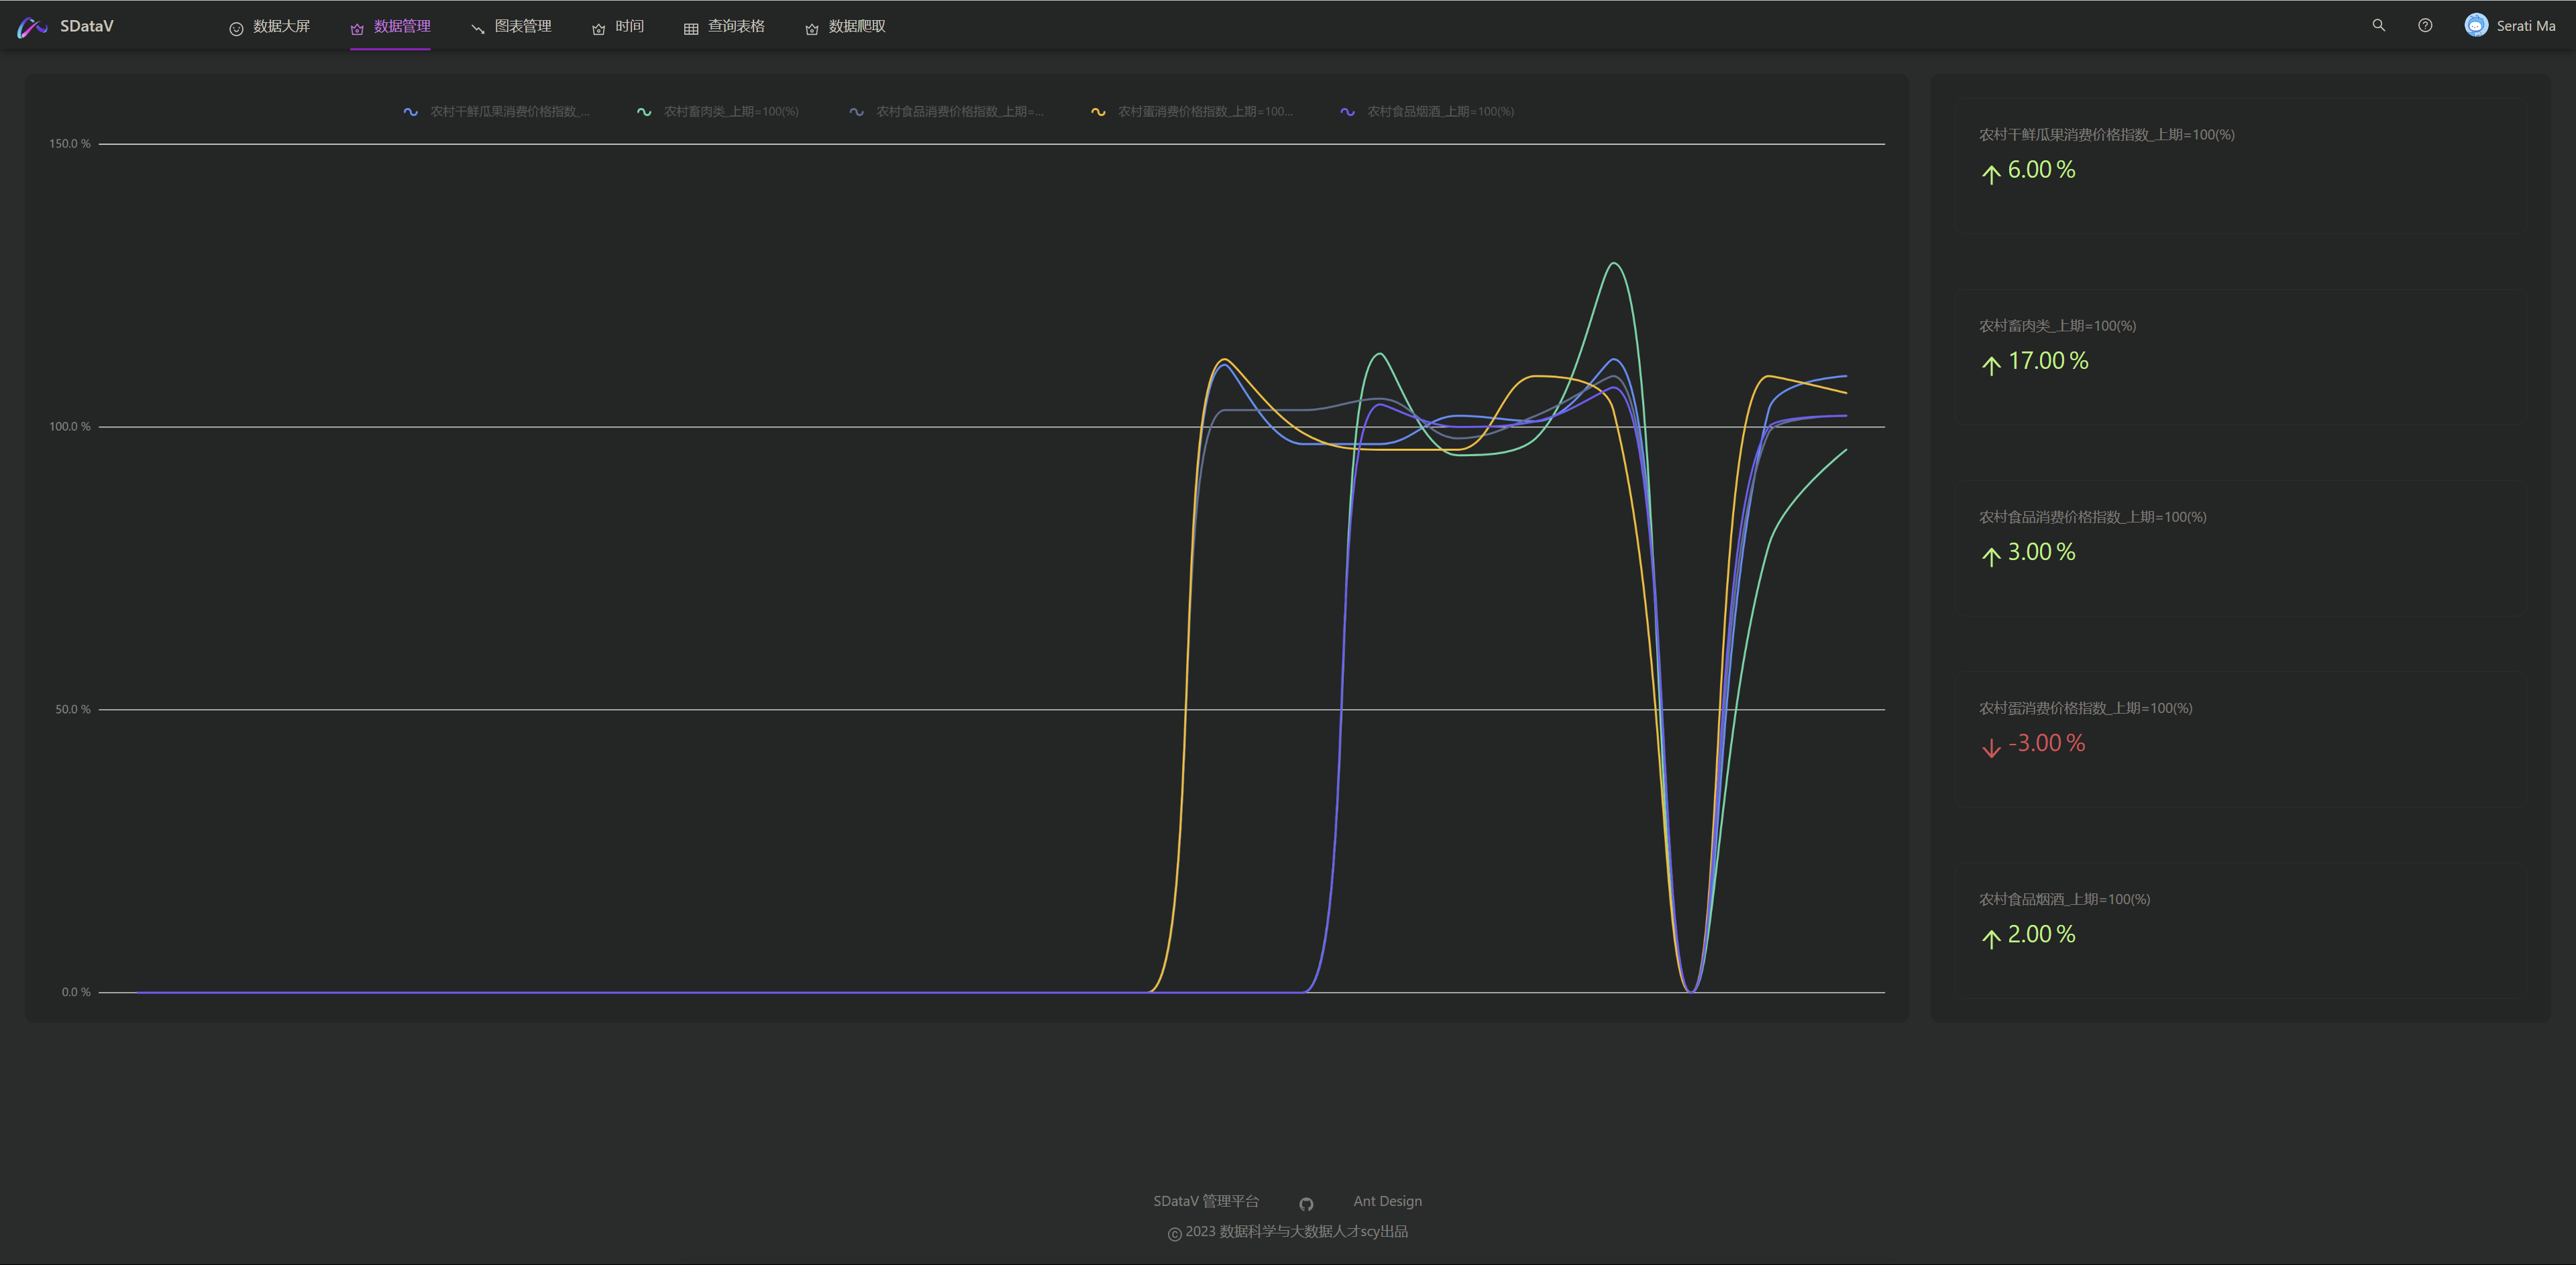 SDataV 数据大屏 数据管理 图表管理 时间 查询表格 数据爬取 Serati Ma
农村干鲜瓜果消费价格指数_... 农村畜肉类_上期=100(%) 农村食品消费价格指数_上期=... 农村蛋消费价格指数_上期=100... 农村食品烟酒_上期=100(%)
150.0 %
100.0 %
50.0 %
0.0 %
农村干鲜瓜果消费价格指数_上期=100(%)
6.00 %
农村畜肉类_上期=100(%)
17.00 %
农村食品消费价格指数_上期=100(%)
3.00 %
农村蛋消费价格指数_上期=100(%)
-3.00 %
农村食品烟酒_上期=100(%)
2.00 %
SDataV 管理平台 Ant Design
© 2023 数据科学与大数据人才scy出品